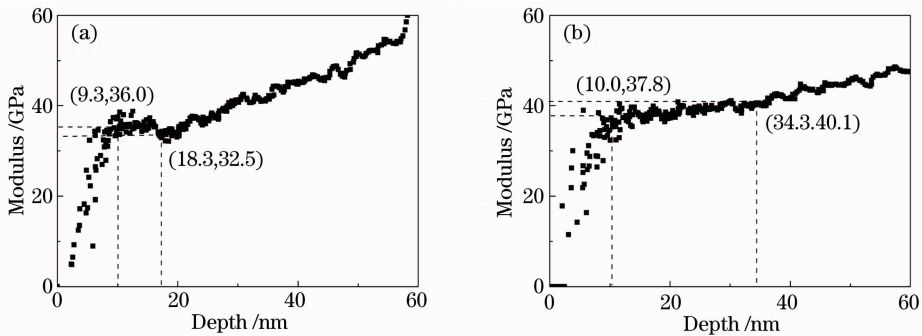 (a)
60
40
20
0
Modulus /GPa
(9.3,36.0)
(18.3,32.5)
0 20 40 60
Depth /nm
(b)
60
40
20
0
Modulus /GPa
(10.0,37.8)
(34.3.40.1)
0 20 40 60
Depth /nm